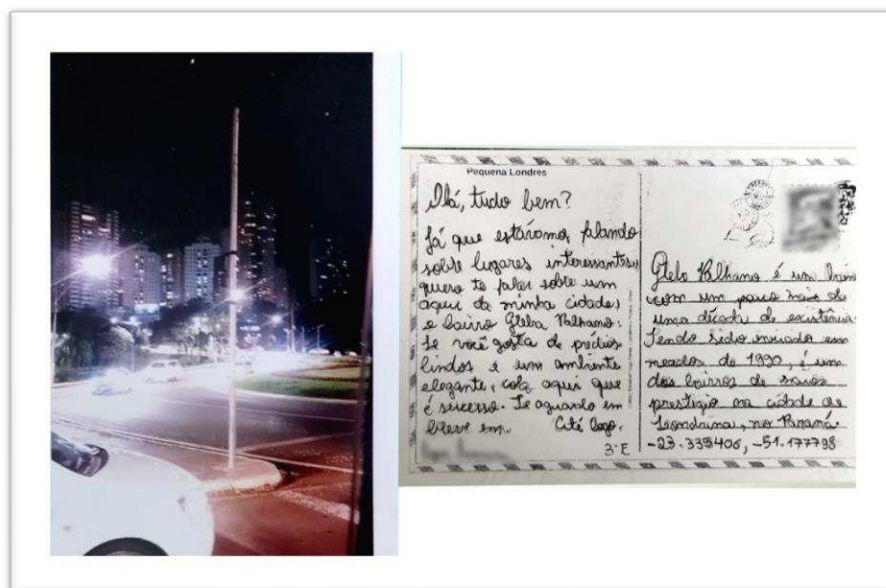 Pequena Londres
Olá, tudo bem?
Já que estávamos falando
sobre lugares interessantes,
quero te falar sobre um
aqui da minha cidade,
o bairro Gleba Palhano.
Se você gosta de prédios
lindos e um ambiente
elegante, cola aqui que
é sucesso. Te aguardo em
breve em. Até logo.
3°E
Gleba Palhano é um bairro
com um pouco mais de
uma década de existência
Tendo sido iniciado em
meados de 1990, é um
dos bairros de maior
prestígio na cidade de
Londrina, no Paraná.
-23.335406, -51.177798